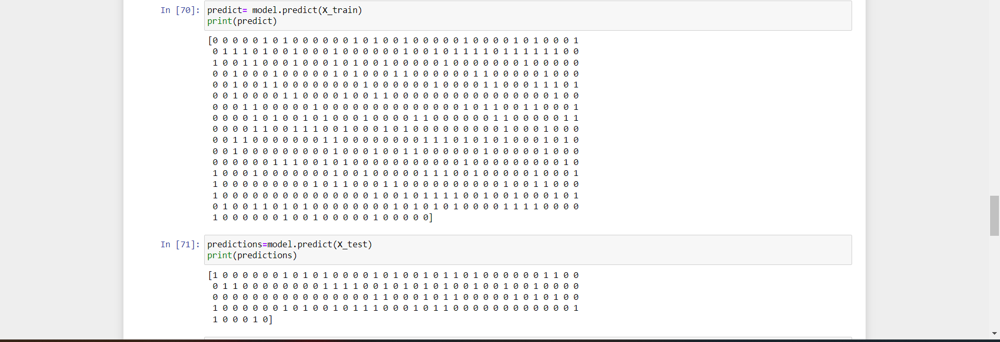 In [70]: predict= model.predict(X_train)
print(predict)
[0 0 0 0 0 1 0 1 0 0 0 0 0 0 1 0 1 0 0 1 0 0 0 0 0 1 0 0 0 0 1 0 1 0 0 0 1
0 1 1 1 0 1 0 0 1 0 0 0 1 0 0 0 0 0 0 1 0 0 1 0 1 1 1 1 0 1 1 1 1 1 1 0 0
1 0 0 1 1 0 0 0 1 0 0 0 1 0 1 0 0 1 0 0 0 0 0 1 0 0 0 0 0 0 0 1 0 0 0 0 0
0 0 1 0 0 0 1 0 0 0 0 0 1 0 1 0 0 0 1 1 0 0 0 0 0 0 1 1 0 0 0 0 0 1 0 0 0
0 0 1 0 0 1 1 0 0 0 0 0 0 0 0 1 0 0 0 0 0 0 1 0 0 0 0 1 1 0 0 0 1 1 1 0 1
0 0 1 0 0 0 0 1 1 0 0 0 0 1 0 0 1 1 0 0 0 0 0 0 0 0 0 0 0 0 0 0 0 0 1 0 0
0 0 0 1 1 0 0 0 0 0 1 0 0 0 0 0 0 0 0 0 0 0 0 0 0 1 0 1 1 0 0 1 1 0 0 0 1
0 0 0 0 1 0 1 0 0 1 0 1 0 0 0 1 0 0 0 0 1 1 0 0 0 0 0 0 1 1 0 0 0 0 0 1 1
0 0 0 0 1 1 0 0 1 1 1 0 0 1 0 0 0 1 0 1 0 0 0 0 0 0 0 0 0 1 0 0 0 1 0 0 0
0 0 1 1 0 0 0 0 0 0 0 1 1 0 0 0 0 0 0 0 0 1 1 1 0 1 0 1 0 1 0 0 0 1 0 1 0
0 0 1 0 0 0 0 0 0 0 0 0 1 0 0 0 1 0 0 1 1 0 0 0 0 0 0 1 0 0 0 0 0 1 0 0 0
0 0 0 0 0 0 1 1 1 0 0 1 0 1 0 0 0 0 0 0 0 0 0 0 0 1 0 0 0 0 0 0 0 0 0 1 0
1 0 0 0 1 0 0 0 0 0 0 0 1 0 0 1 0 0 0 0 0 1 1 1 0 0 1 0 0 0 0 0 1 0 0 0 1
1 0 0 0 0 0 0 0 0 0 1 0 1 1 0 0 0 1 1 0 0 0 0 0 0 0 0 0 0 1 0 0 1 1 0 0 0
1 0 0 0 0 0 0 0 0 0 0 0 0 0 0 0 1 0 0 1 0 1 1 1 1 0 0 1 0 0 1 0 0 0 1 0 1
0 1 0 0 1 1 0 1 0 1 0 0 0 0 0 0 0 0 1 0 1 0 1 0 1 0 0 0 0 1 1 1 1 0 0 0 0
1 0 0 0 0 0 0 1 0 0 1 0 0 0 0 0 1 0 0 0 0 0]
In [71]: predictions=model.predict(X_test)
print(predictions)
[1 0 0 0 0 0 0 1 0 1 0 1 0 0 0 0 1 0 1 0 0 1 0 1 1 0 1 0 0 0 0 0 0 1 1 0 0
0 1 1 0 0 0 0 0 0 0 0 1 1 1 1 0 0 1 0 1 0 1 0 1 0 0 1 0 0 1 0 0 1 0 0 0 0
0 0 0 0 0 0 0 0 0 0 0 0 0 0 0 0 1 1 0 0 0 1 0 1 1 0 0 0 0 0 1 0 1 0 1 0 0
1 0 0 0 0 0 0 1 0 1 0 0 1 0 1 1 1 0 0 0 1 0 1 1 0 0 0 0 0 0 0 0 0 0 0 0 1
1 0 0 0 1 0]